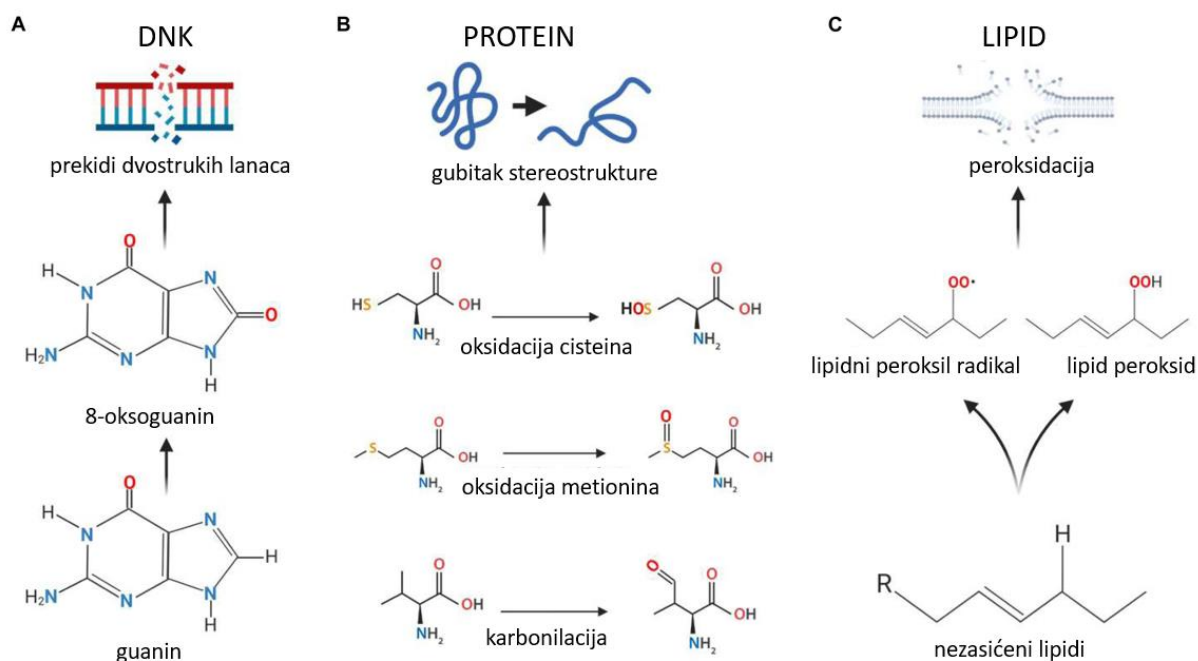 A
DNK
prekidi dvostrukih lanaca
O
H
N
N
O
H₂N
N
N
H
8-oksoguanin
O
H
N
N
H
H₂N
N
N
H
guanin
B
PROTEIN
gubitak stereostrukture
HS
O
OH
NH₂
oksidacija cisteina
HOS
O
OH
NH₂
S
O
OH
NH₂
oksidacija metionina
O
S
O
OH
NH₂
O
OH
NH₂
karbonilacija
O
O
OH
NH₂
C
LIPID
peroksidacija
OO•
OOH
lipidni peroksil radikal
lipid peroksid
H
R
nezasićeni lipidi